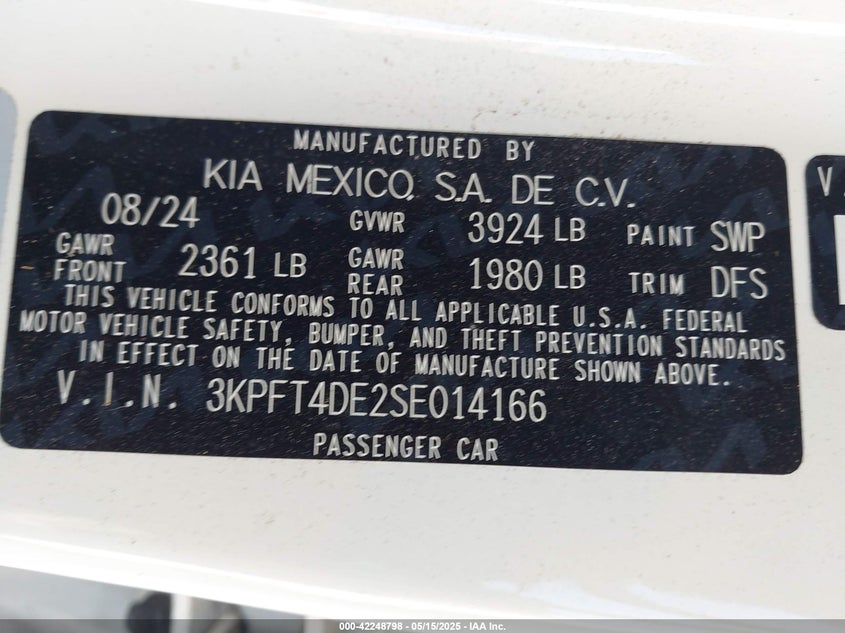 MANUFACTURED BY
KIA MEXICO, S.A. DE C.V.
08/24 GVWR 3924 LB PAINT SWP
GAWR FRONT 2361 LB GAWR REAR 1980 LB TRIM DFS
THIS VEHICLE CONFORMS TO ALL APPLICABLE U.S.A. FEDERAL
MOTOR VEHICLE SAFETY, BUMPER, AND THEFT PREVENTION STANDARDS
IN EFFECT ON THE DATE OF MANUFACTURE SHOWN ABOVE.
V.I.N. 3KPFT4DE2SE014166
PASSENGER CAR
V.
000-42248798 - 05/15/2025 - IAA Inc.